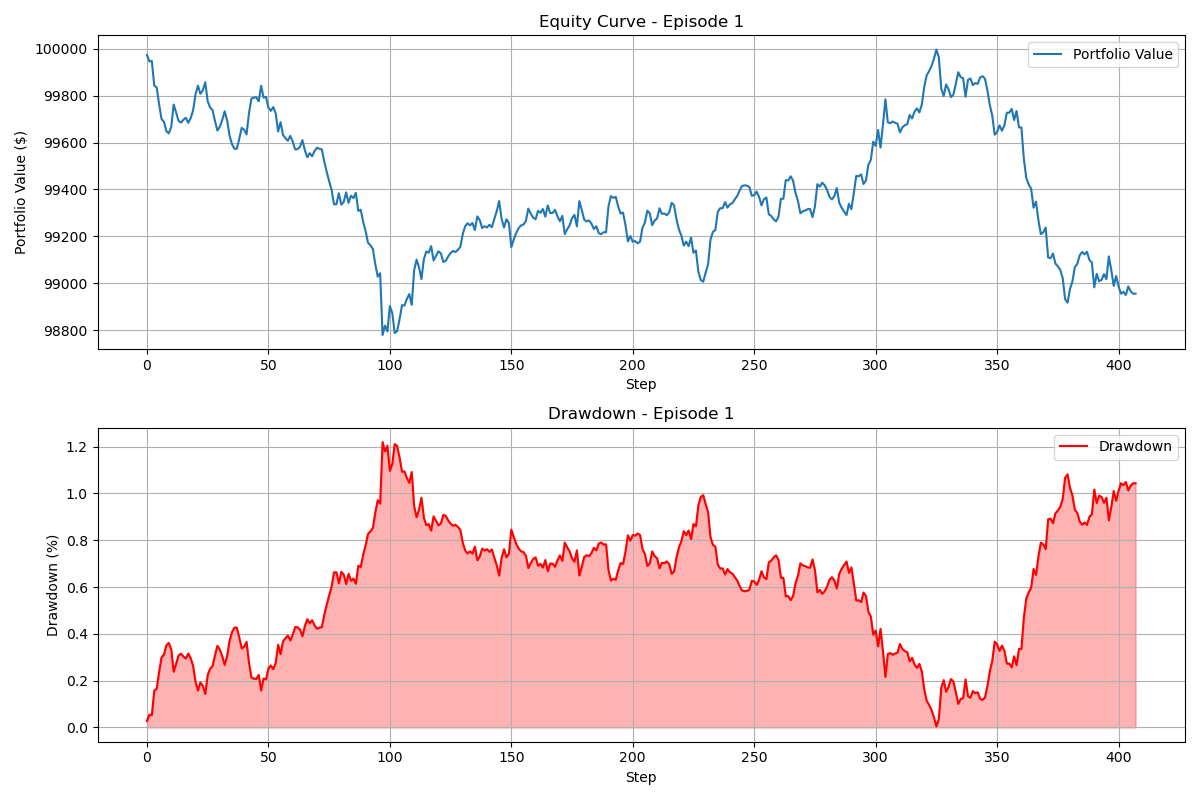 Equity Curve - Episode 1
Portfolio Value ($)
100000
99800
99600
99400
99200
99000
98800
Portfolio Value
0 50 100 150 200 250 300 350 400
Step
Drawdown - Episode 1
Drawdown (%)
1.2
1.0
0.8
0.6
0.4
0.2
0.0
Drawdown
0 50 100 150 200 250 300 350 400
Step